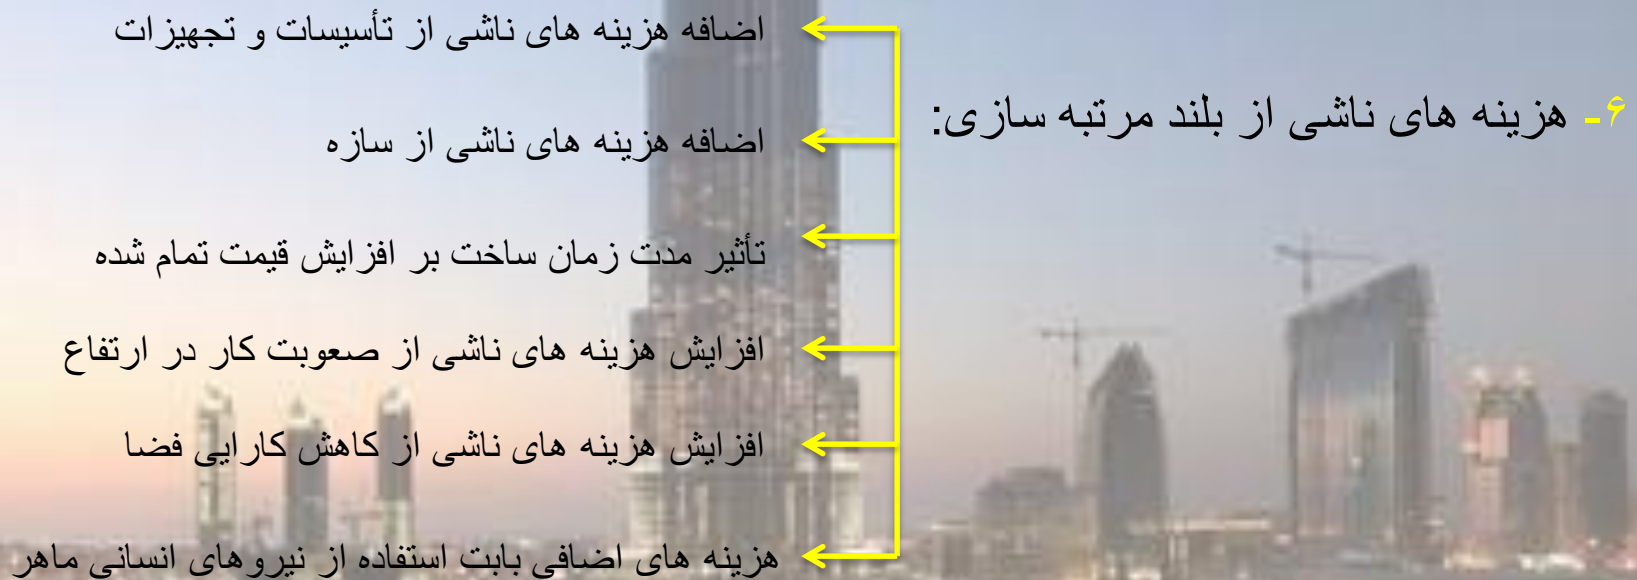 ۶- هزینه های ناشی از بلند مرتبه سازی:
اضافه هزینه های ناشی از تأسیسات و تجهیزات
اضافه هزینه های ناشی از سازه
تأثیر مدت زمان ساخت بر افزایش قیمت تمام شده
افزایش هزینه های ناشی از صعوبت کار در ارتفاع
افزایش هزینه های ناشی از کاهش کارایی فضا
هزینه های اضافی بابت استفاده از نیروهای انسانی ماهر